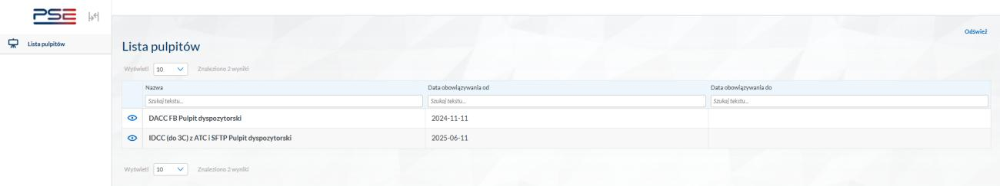 PSE
Lista pulpitów
Odśwież
Lista pulpitów
Wyświetl 10 Znaleziono 2 wyniki
Nazwa Data obowiązywania od Data obowiązywania do
Szukaj tekstu... Szukaj tekstu... Szukaj tekstu...
DACC FB Pulpit dyspozytorski 2024-11-11
IDCC (do 3C) z ATC i SFTP Pulpit dyspozytorski 2025-06-11
Wyświetl 10 Znaleziono 2 wyniki